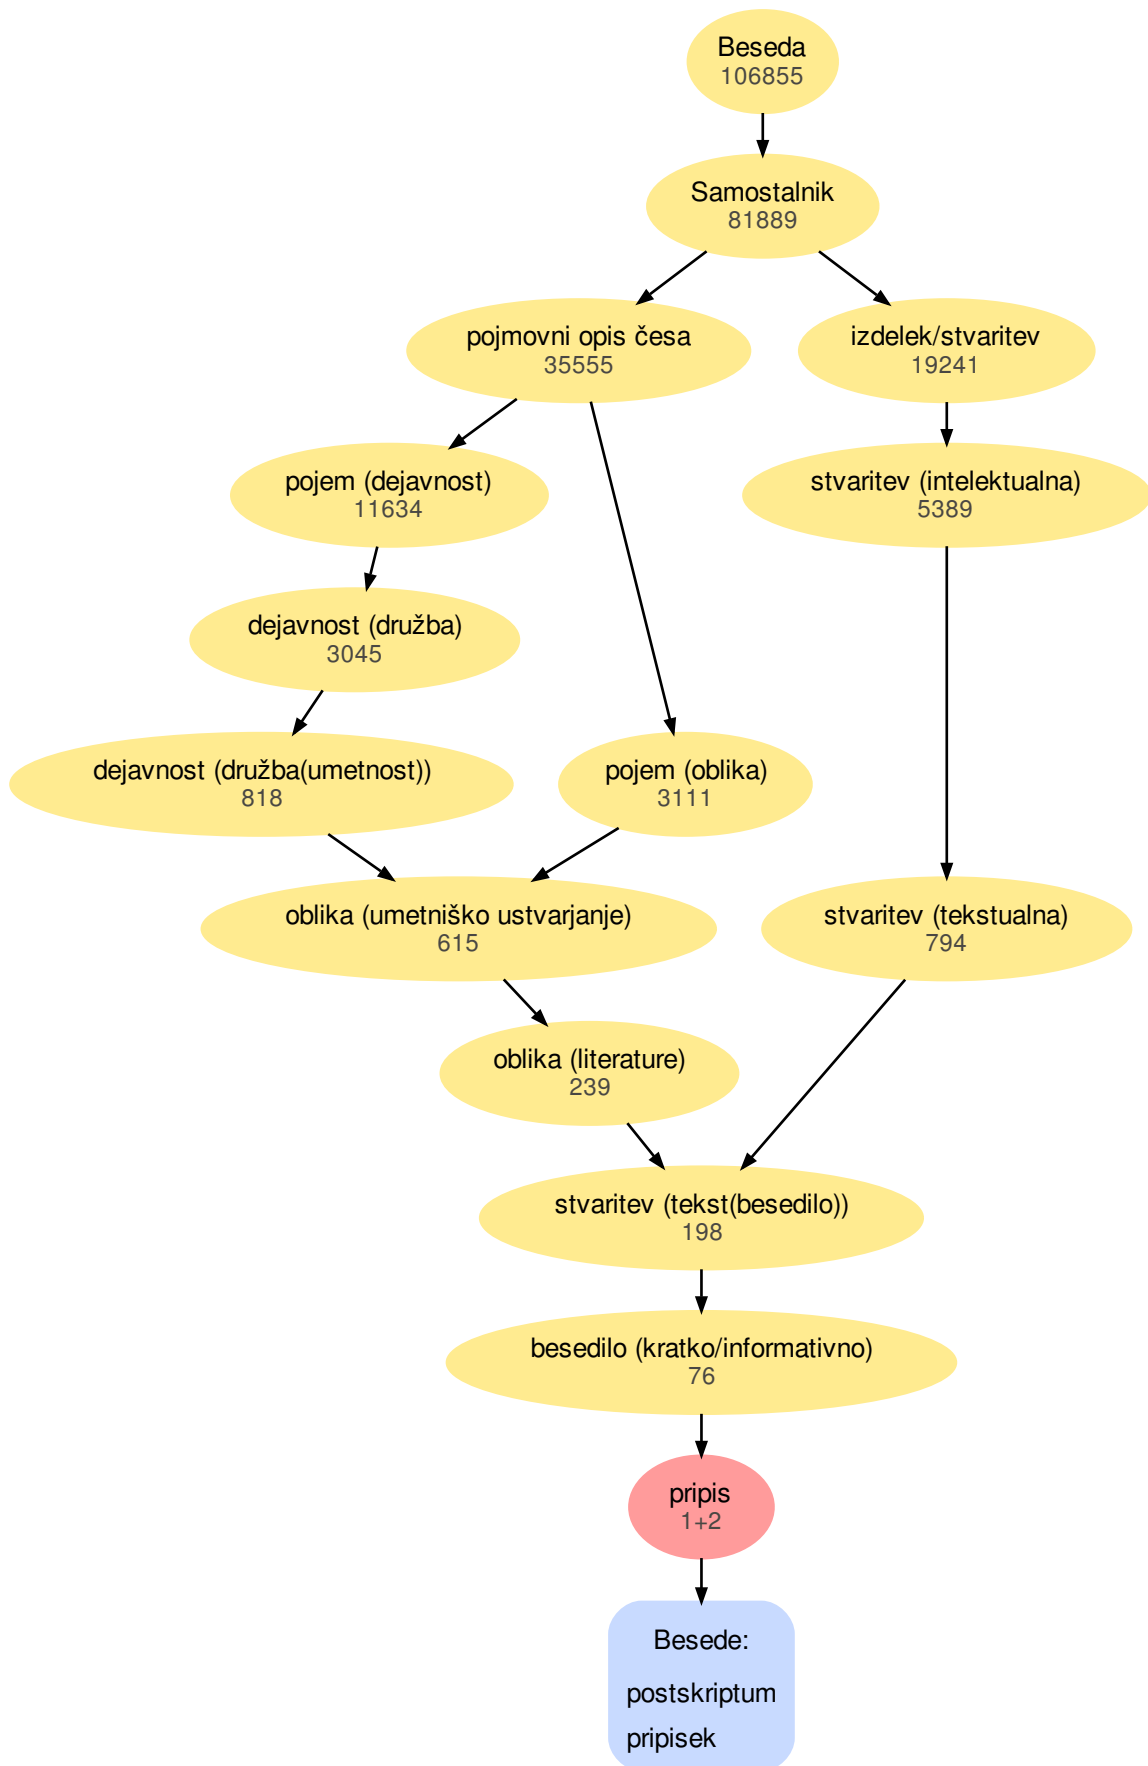 Beseda
106855
Samostalnik
81889
pojmovni opis česa
35555
izdelek/stvaritev
19241
pojem (dejavnost)
11634
stvaritev (intelektualna)
5389
dejavnost (družba)
3045
dejavnost (družba(umetnost))
818
pojem (oblika)
3111
oblika (umetniško ustvarjanje)
615
stvaritev (tekstualna)
794
oblika (literature)
239
stvaritev (tekst(besedilo))
198
besedilo (kratko/informativno)
76
pripis
1+2
Besede:
postskriptum
pripisek